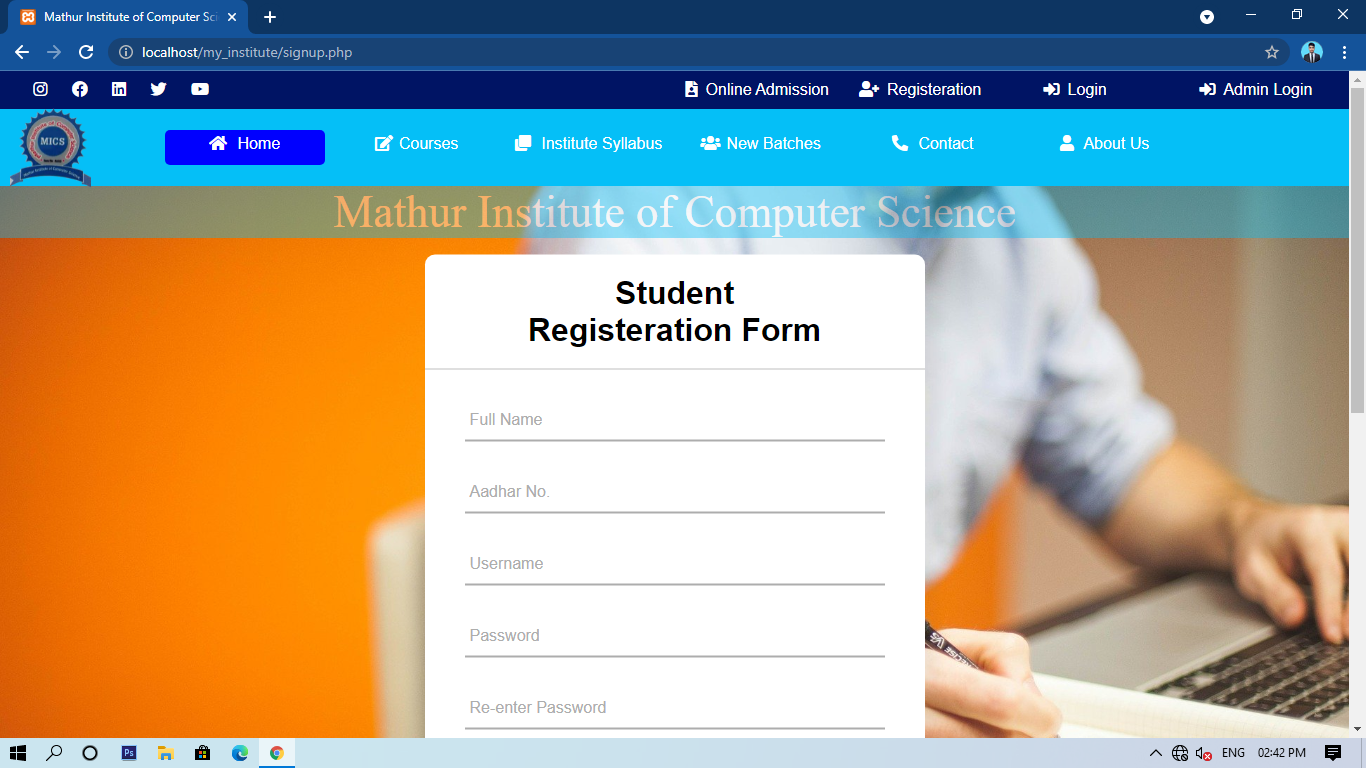 Mathur Institute of Computer Sci
localhost/my_institute/signup.php
Online Admission Registeration Login Admin Login
MICS
Home Courses Institute Syllabus New Batches Contact About Us
Mathur Institute of Computer Science
Student
Registeration Form
Full Name
Aadhar No.
Username
Password
Re-enter Password
Ps
ENG 02:42 PM